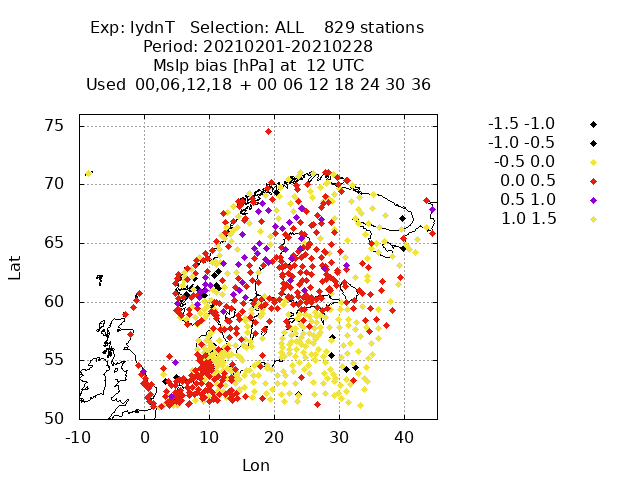 Exp: IydnT Selection: ALL 829 stations
Period: 20210201-20210228
Mslp bias [hPa] at 12 UTC
Used 00,06,12,18 + 00 06 12 18 24 30 36
-1.5 -1.0
-1.0 -0.5
-0.5 0.0
0.0 0.5
0.5 1.0
1.0 1.5
75
70
65
60
55
50
Lat
-10 0 10 20 30 40
Lon